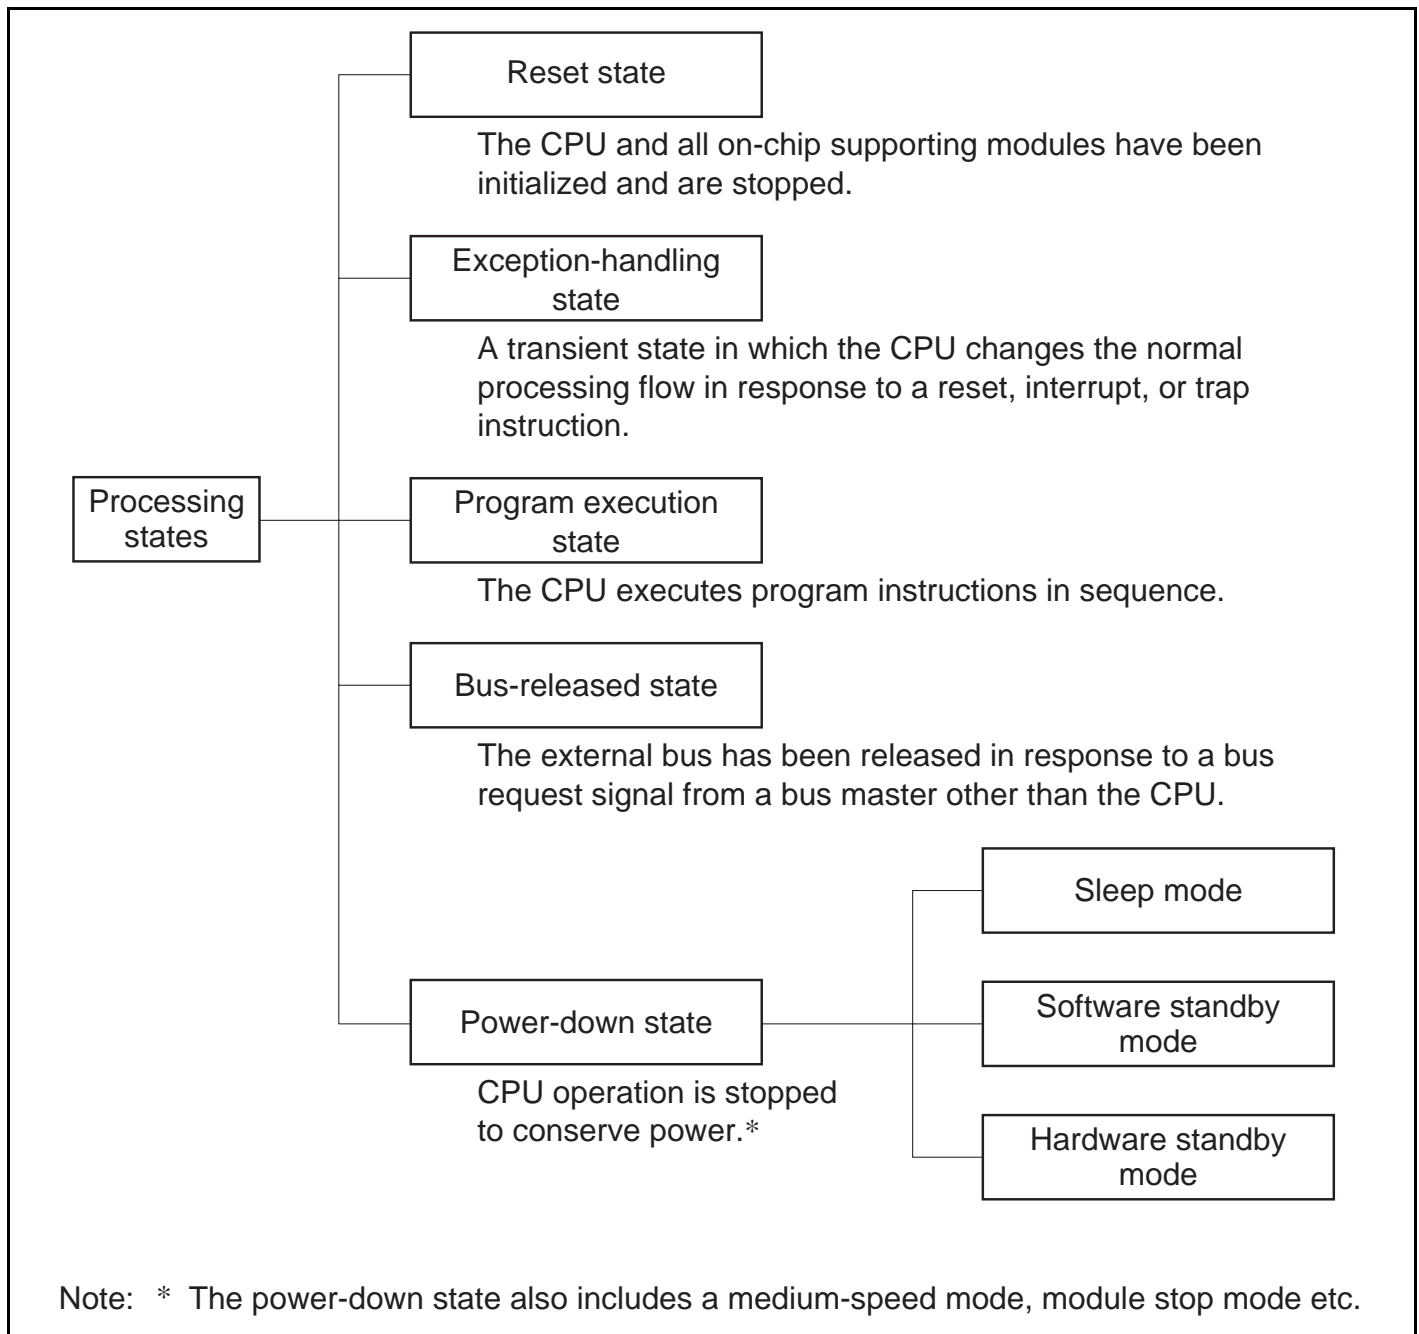 Reset state
The CPU and all on-chip supporting modules have been
initialized and are stopped.
Exception-handling
state
A transient state in which the CPU changes the normal
processing flow in response to a reset, interrupt, or trap
instruction.
Processing
states
Program execution
state
The CPU executes program instructions in sequence.
Bus-released state
The external bus has been released in response to a bus
request signal from a bus master other than the CPU.
Sleep mode
Power-down state
CPU operation is stopped
to conserve power.*
Software standby
mode
Hardware standby
mode
Note: * The power-down state also includes a medium-speed mode, module stop mode etc.